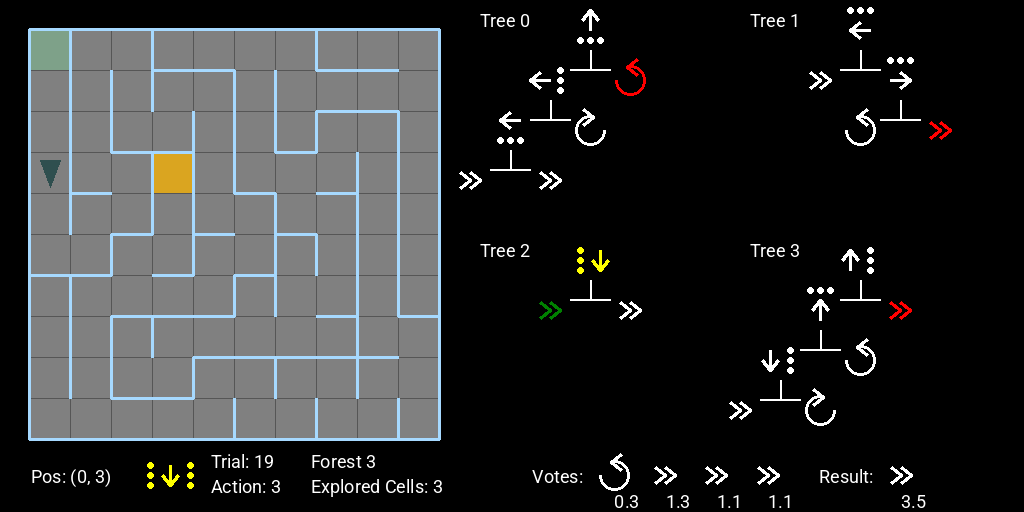 Tree 0
Tree 1
Tree 2
Tree 3
Pos: (0, 3)
Trial: 19
Forest 3
Action: 3
Explored Cells: 3
Votes:
Result:
0.3
1.3
1.1
1.1
3.5